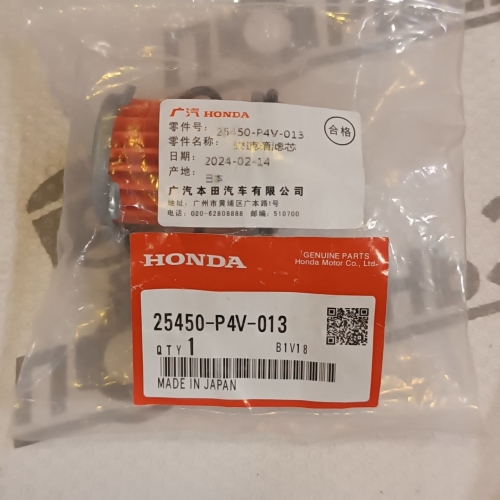 广汽 HONDA
零件号: 25450-P4V-013
零件名称: 滤芯
合格
日期: 2024-02-14
产地: 日本
广汽本田汽车有限公司
地址: 广州市黄埔区广本路1号
电话: 020-62808888 邮编: 510700
HONDA
GENUINE PARTS
Honda Motor Co., Ltd.
25450-P4V-013
QTY 1 B1V18
MADE IN JAPAN